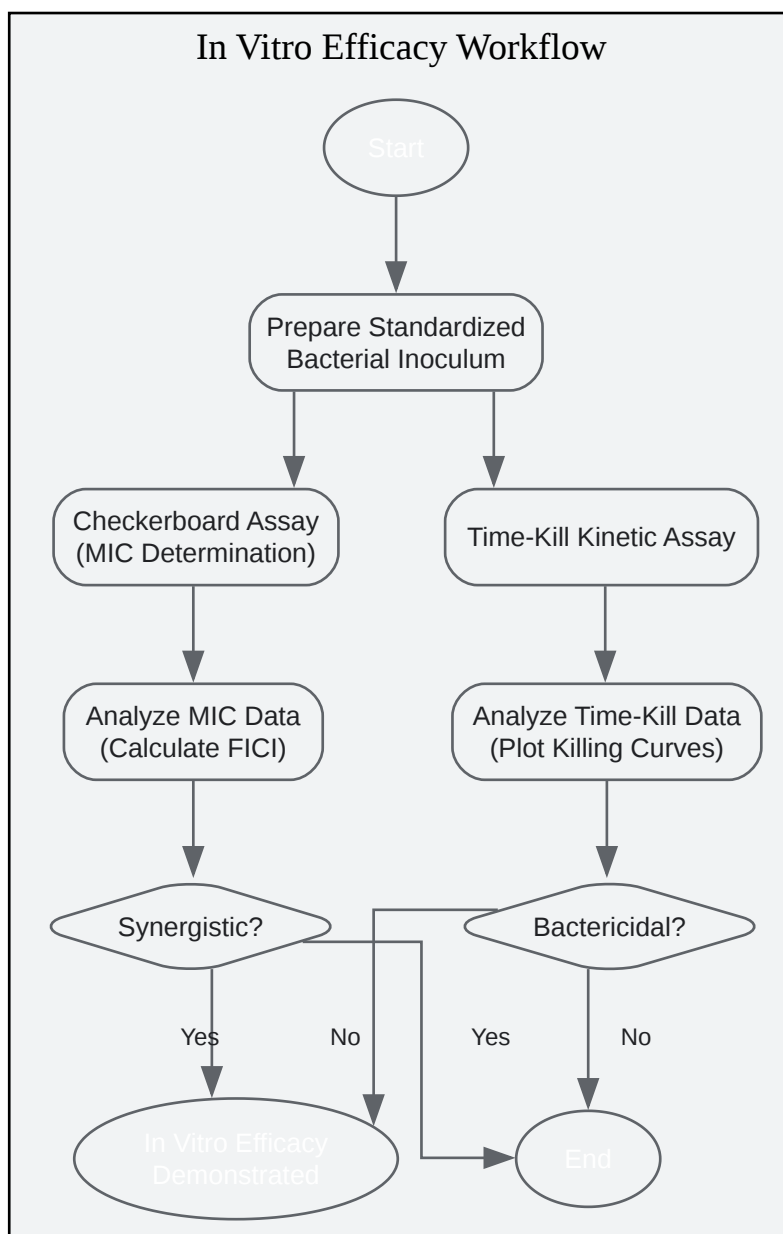 In Vitro Efficacy Workflow
Start
Prepare Standardized
Bacterial Inoculum
Checkerboard Assay
(MIC Determination)
Time-Kill Kinetic Assay
Analyze MIC Data
(Calculate FICI)
Analyze Time-Kill Data
(Plot Killing Curves)
Synergistic?
Bactericidal?
Yes
No
Yes
No
In Vitro Efficacy
Demonstrated
End